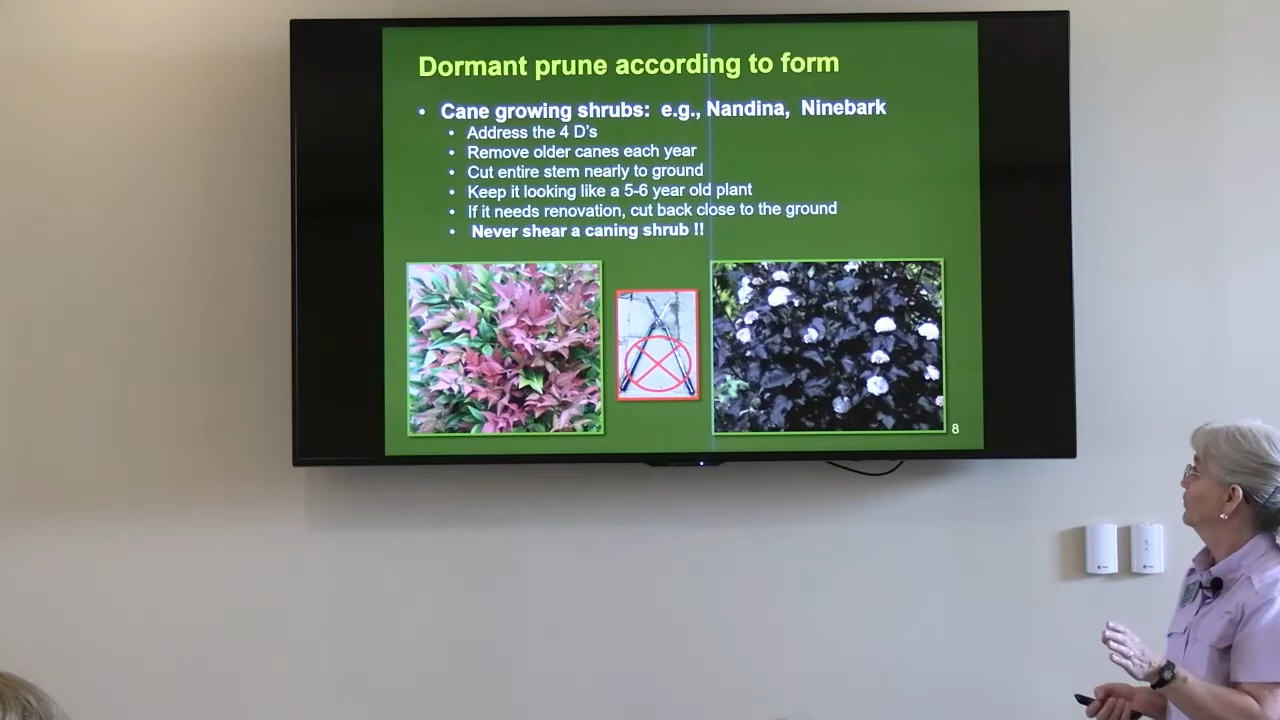 Dormant prune according to form
• Cane growing shrubs: e.g., Nandina, Ninebark
• Address the 4 D's
• Remove older canes each year
• Cut entire stem nearly to ground
• Keep it looking like a 5-6 year old plant
• If it needs renovation, cut back close to the ground
• Never shear a caning shrub !!
8